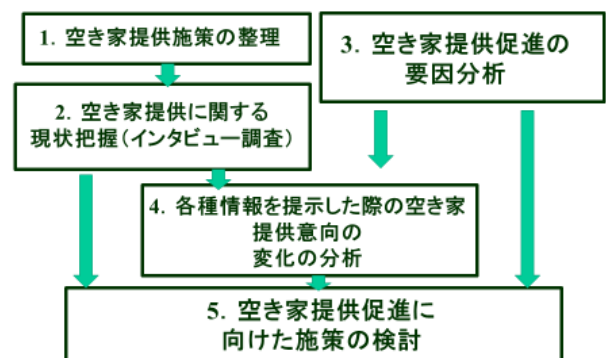 1. 空き家提供施策の整理
3. 空き家提供促進の
要因分析
2. 空き家提供に関する
現状把握(インタビュー調査)
4. 各種情報を提示した際の空き家
提供意向の
変化の分析
5. 空き家提供促進に
向けた施策の検討